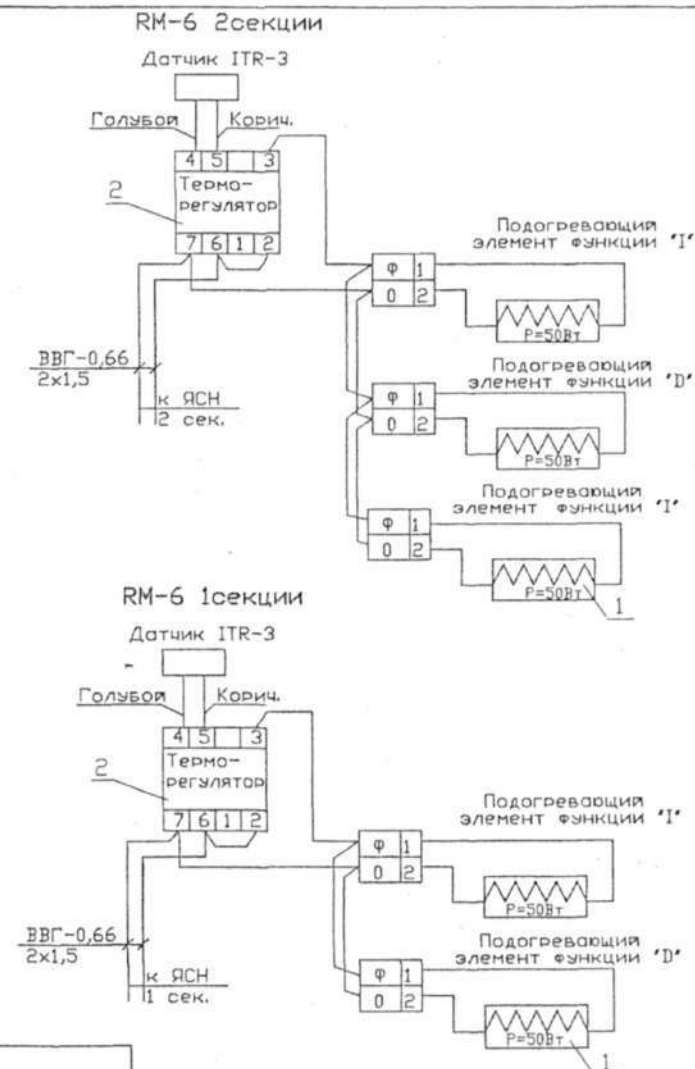 RM-6 2секции
Датчик ITR-3
Голубой Корич.
4 5 3
Термо-
2
регулятор
7 6 1 2
Подогревающий
элемент функции "I"
Ф 1
0 2
P=50Вт
ВВГ-0,66
2х1,5
к ЯСН
2 сек.
Подогревающий
элемент функции "D"
Ф 1
0 2
P=50Вт
Подогревающий
элемент функции "I"
Ф 1
0 2
P=50Вт
1
RM-6 1секции
Датчик ITR-3
Голубой Корич.
4 5 3
Термо-
2
регулятор
7 6 1 2
Подогревающий
элемент функции "I"
Ф 1
0 2
P=50Вт
ВВГ-0,66
2х1,5
к ЯСН
1 сек.
Подогревающий
элемент функции "D"
Ф 1
0 2
P=50Вт
1